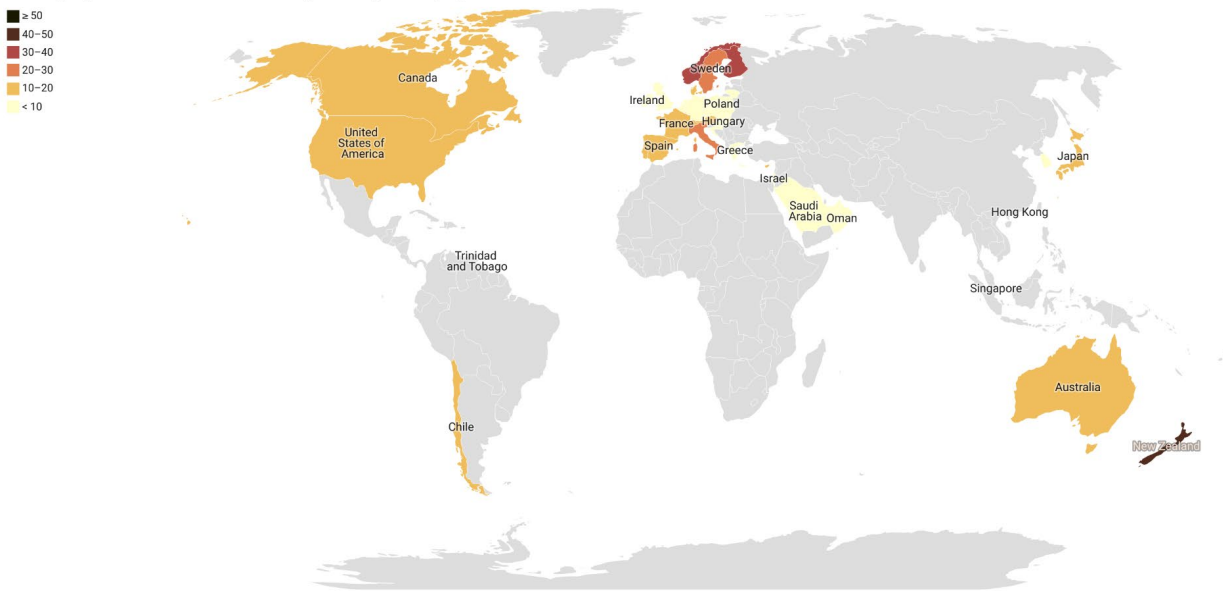 ≥ 50
40–50
30–40
20–30
10–20
< 10
Canada
United
States of
America
Sweden
Ireland
Poland
France
Hungary
Spain
Greece
Japan
Israel
Saudi
Arabia
Oman
Hong Kong
Trinidad
and Tobago
Singapore
Australia
Chile
New Zealand